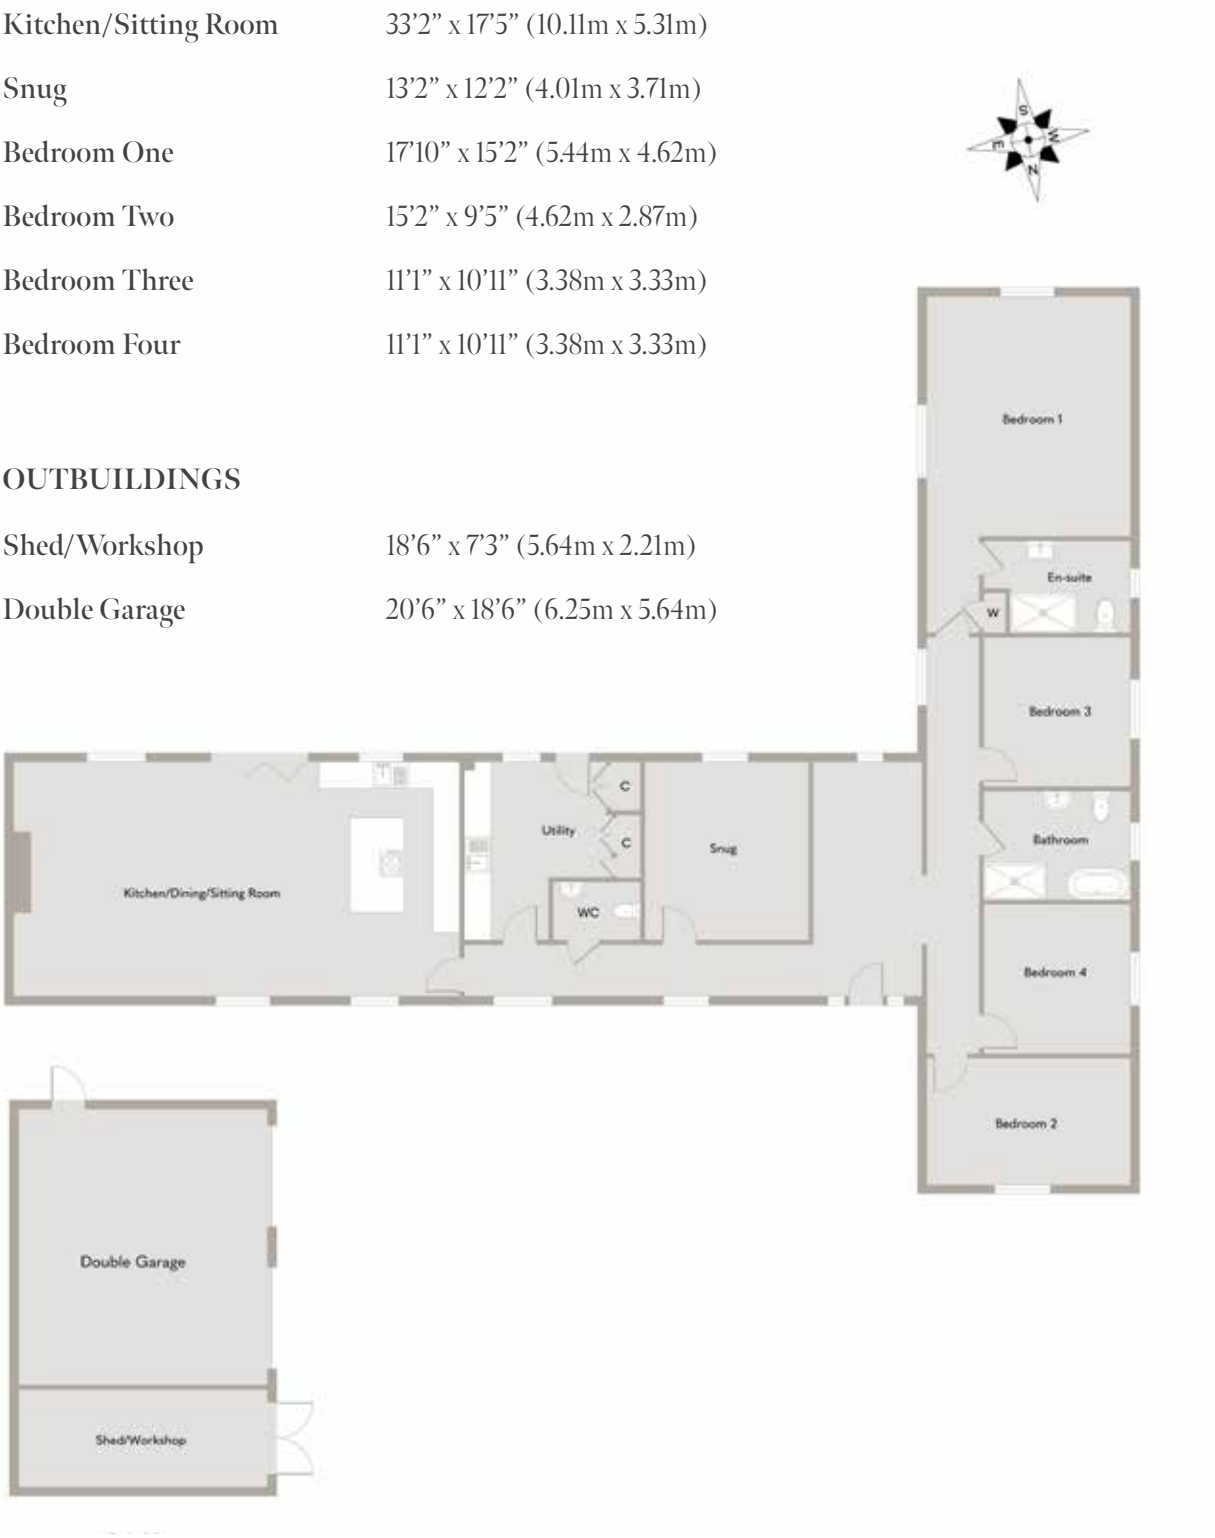 Kitchen/Sitting Room 33'2” x 17'5” (10.11m x 5.31m)
Snug 13'2” x 12'2” (4.01m x 3.71m)
Bedroom One 17'10” x 15'2” (5.44m x 4.62m)
Bedroom Two 15'2” x 9'5” (4.62m x 2.87m)
Bedroom Three 11'1” x 10'11” (3.38m x 3.33m)
Bedroom Four 11'1” x 10'11” (3.38m x 3.33m)
OUTBUILDINGS
Shed/Workshop 18'6” x 7'3” (5.64m x 2.21m)
Double Garage 20'6” x 18'6” (6.25m x 5.64m)
S
W
E
N
Bedroom 1
En-suite
W
Bedroom 3
C
Utility
C
Bathroom
Snug
Kitchen/Dining/Sitting Room
WC
Bedroom 4
Bedroom 2
Double Garage
Shed/Workshop